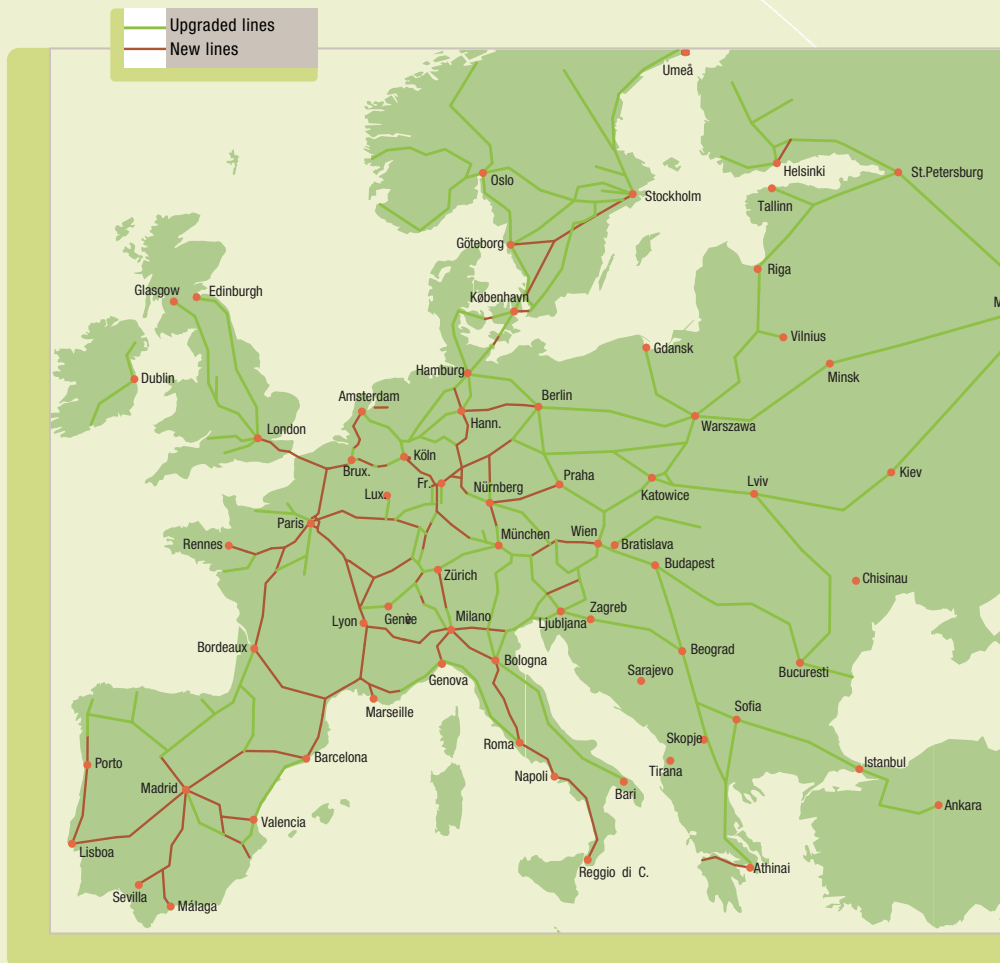 Upgraded lines
New lines
Umeå
Helsinki
St.Petersburg
Oslo
Stockholm
Tallinn
Göteborg
Riga
Glasgow
Edinburgh
København
M
Vilnius
Gdansk
Minsk
Dublin
Hamburg
Amsterdam
Berlin
Hann.
Warszawa
London
Brux.
Köln
Kiev
Fr.
Nürnberg
Praha
Katowice
Lviv
Lux.
Paris
Rennes
München
Wien
Bratislava
Budapest
Zürich
Chisinau
Lyon
Genève
Milano
Ljubljana
Zagreb
Bordeaux
Bologna
Beograd
Genova
Sarajevo
Bucuresti
Marseille
Sofia
Roma
Skopje
Barcelona
Istanbul
Porto
Tirana
Napoli
Madrid
Bari
Ankara
Valencia
Lisboa
Reggio di C.
Athinai
Sevilla
Málaga